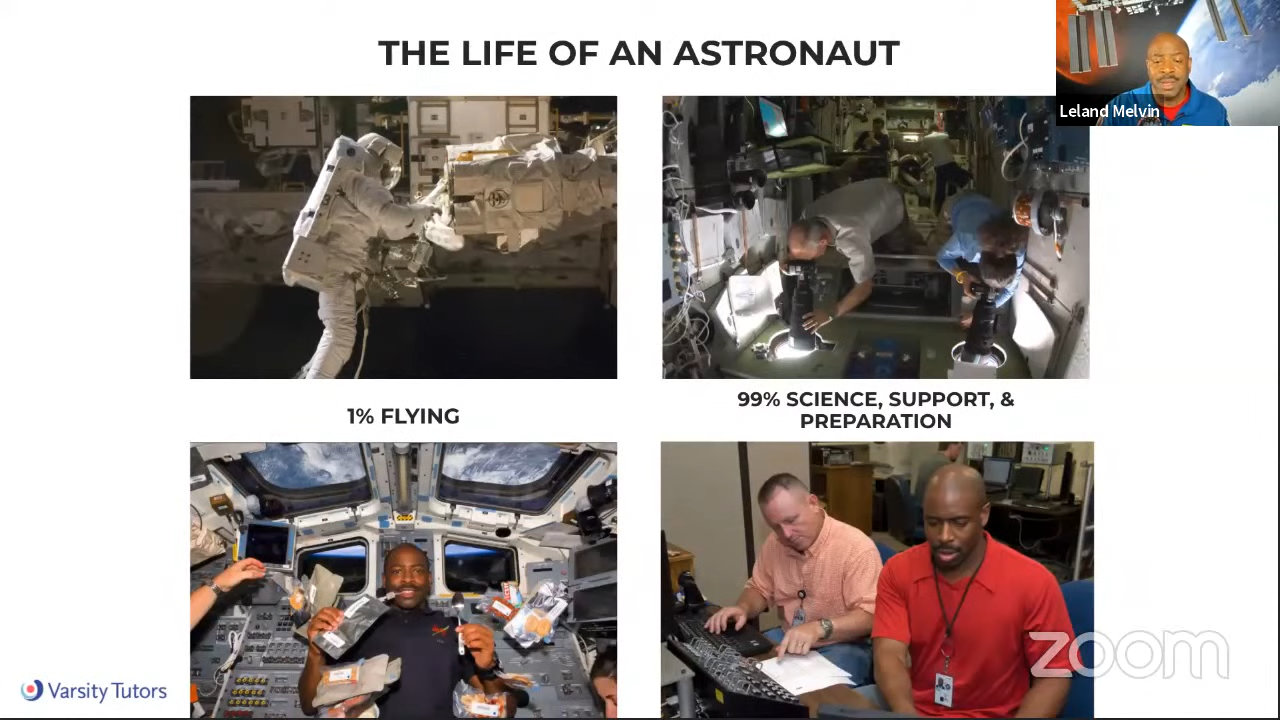 THE LIFE OF AN ASTRONAUT
Leland Melvin
1% FLYING
99% SCIENCE, SUPPORT, &
PREPARATION
Varsity Tutors
zoom